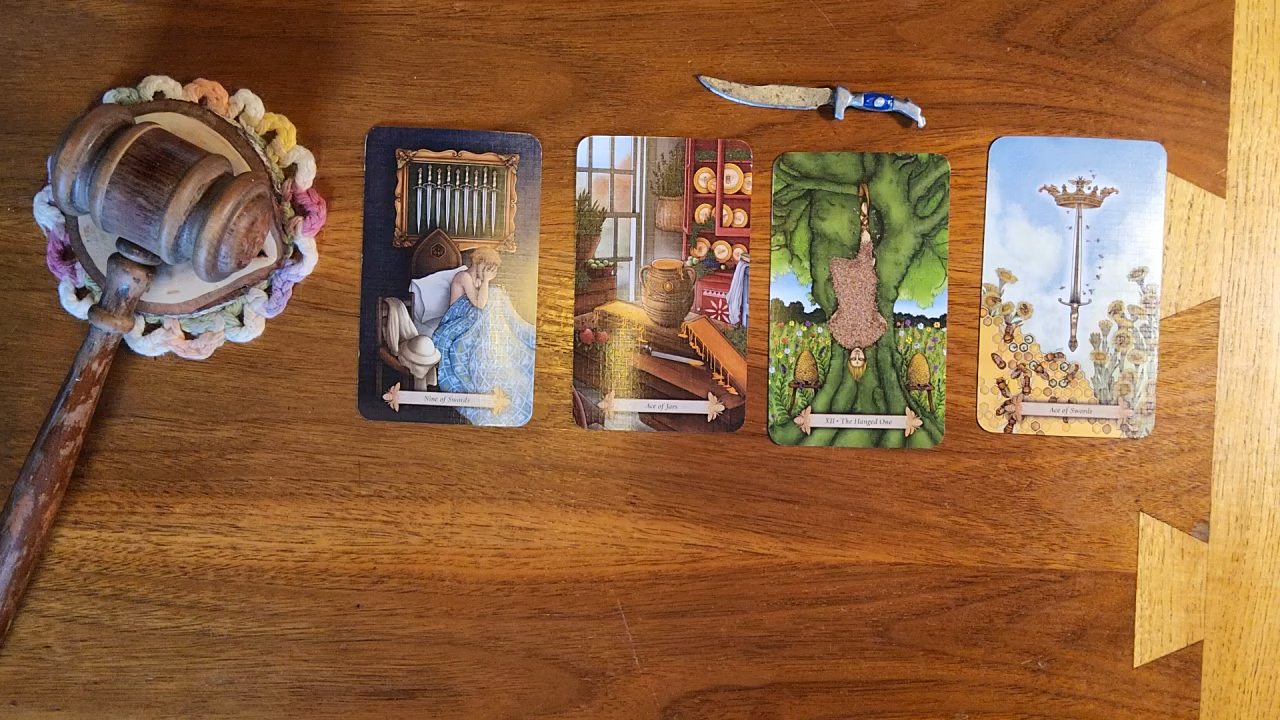 Nine of Swords
Ace of Jars
XII • The Hanged One
Ace of Swords